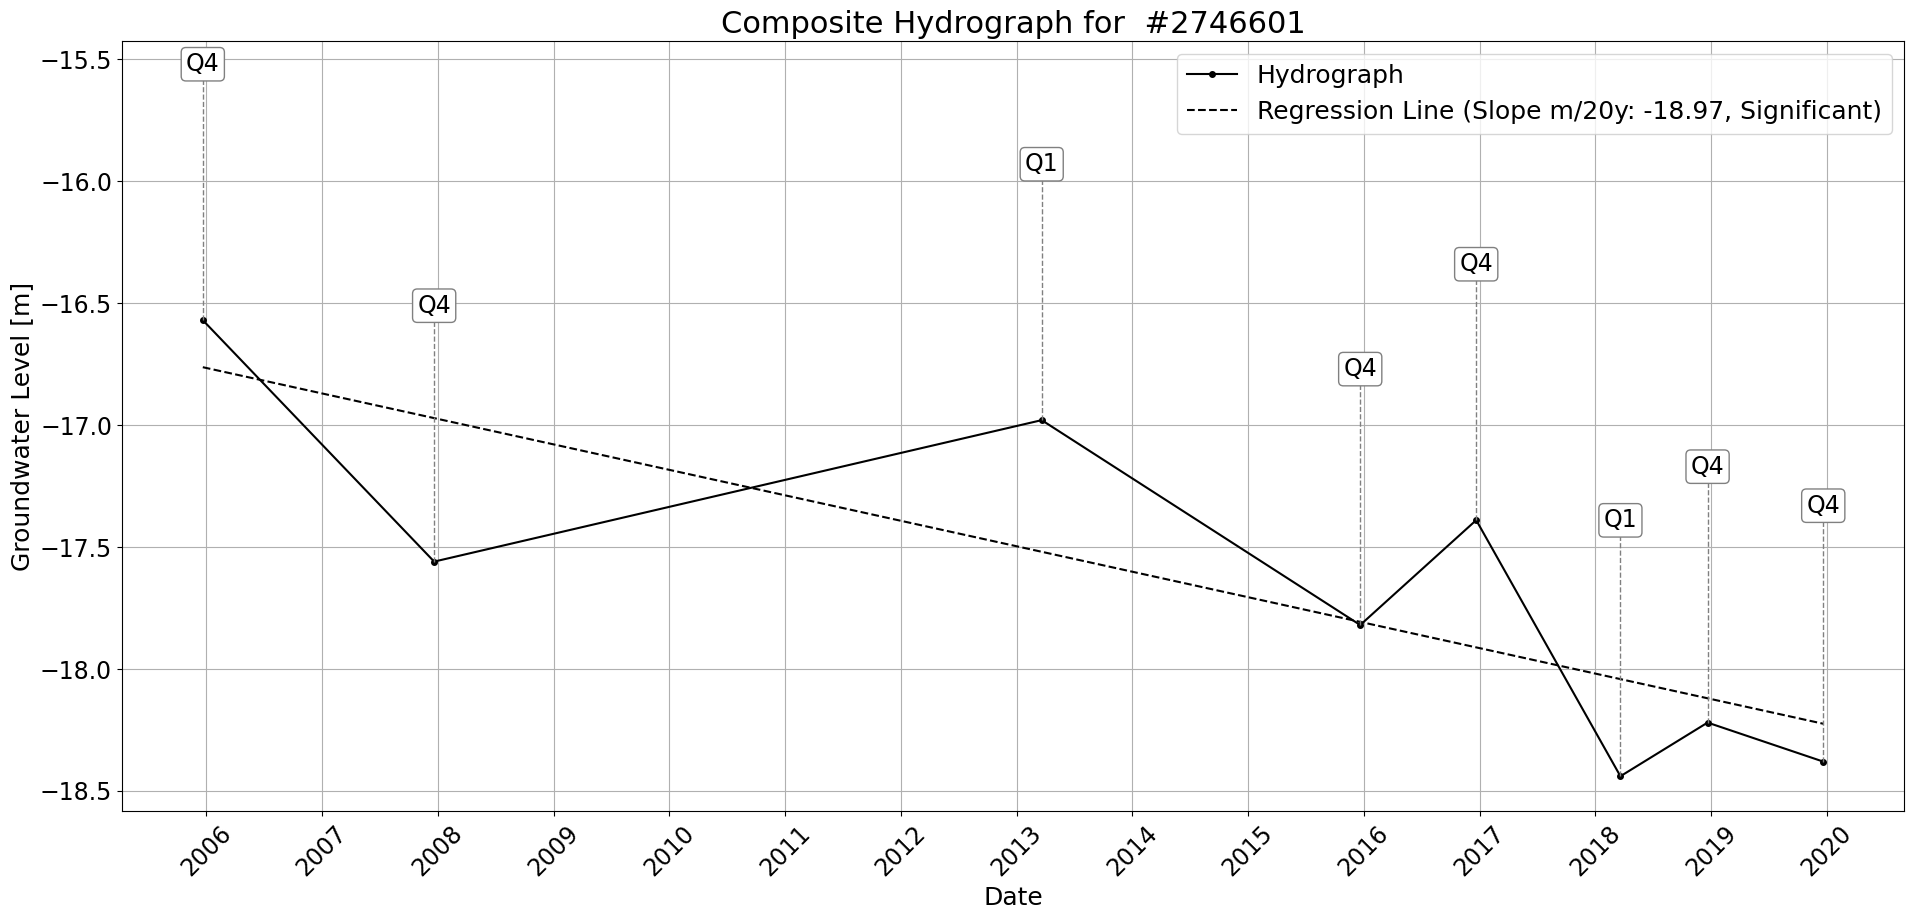 Composite Hydrograph for  #2746601
Hydrograph
Regression Line (Slope m/20y: -18.97, Significant)
Q4
Q4
Q1
Q4
Q4
Q1
Q4
Q4
Groundwater Level [m]
−15.5
−16.0
−16.5
−17.0
−17.5
−18.0
−18.5
2006
2007
2008
2009
2010
2011
2012
2013
2014
2015
2016
2017
2018
2019
2020
Date